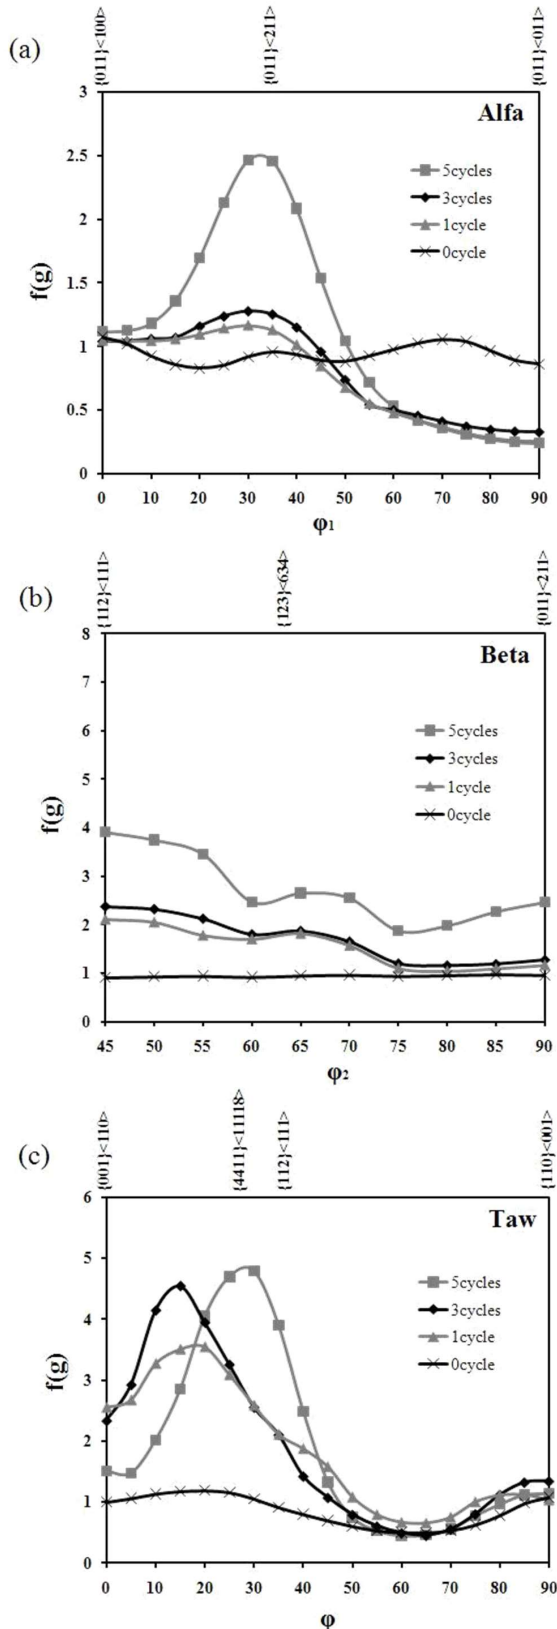 (a)
{011}<100>
{011}<211>
{011}<011>
Alfa
3
2.5
2
1.5
1
0.5
0
f(g)
5cycles
3cycles
1cycle
0cycle
0 10 20 30 40 50 60 70 80 90
φ1
(b)
{112}<111>
{123}<634>
{011}<211>
Beta
8
7
6
5
4
3
2
1
0
f(g)
5cycles
3cycles
1cycle
0cycle
45 50 55 60 65 70 75 80 85 90
φ2
(c)
{001}<110>
{4411}<11118>
{112}<111>
{110}<001>
Taw
6
5
4
3
2
1
0
f(g)
5cycles
3cycles
1cycle
0cycle
0 10 20 30 40 50 60 70 80 90
φ